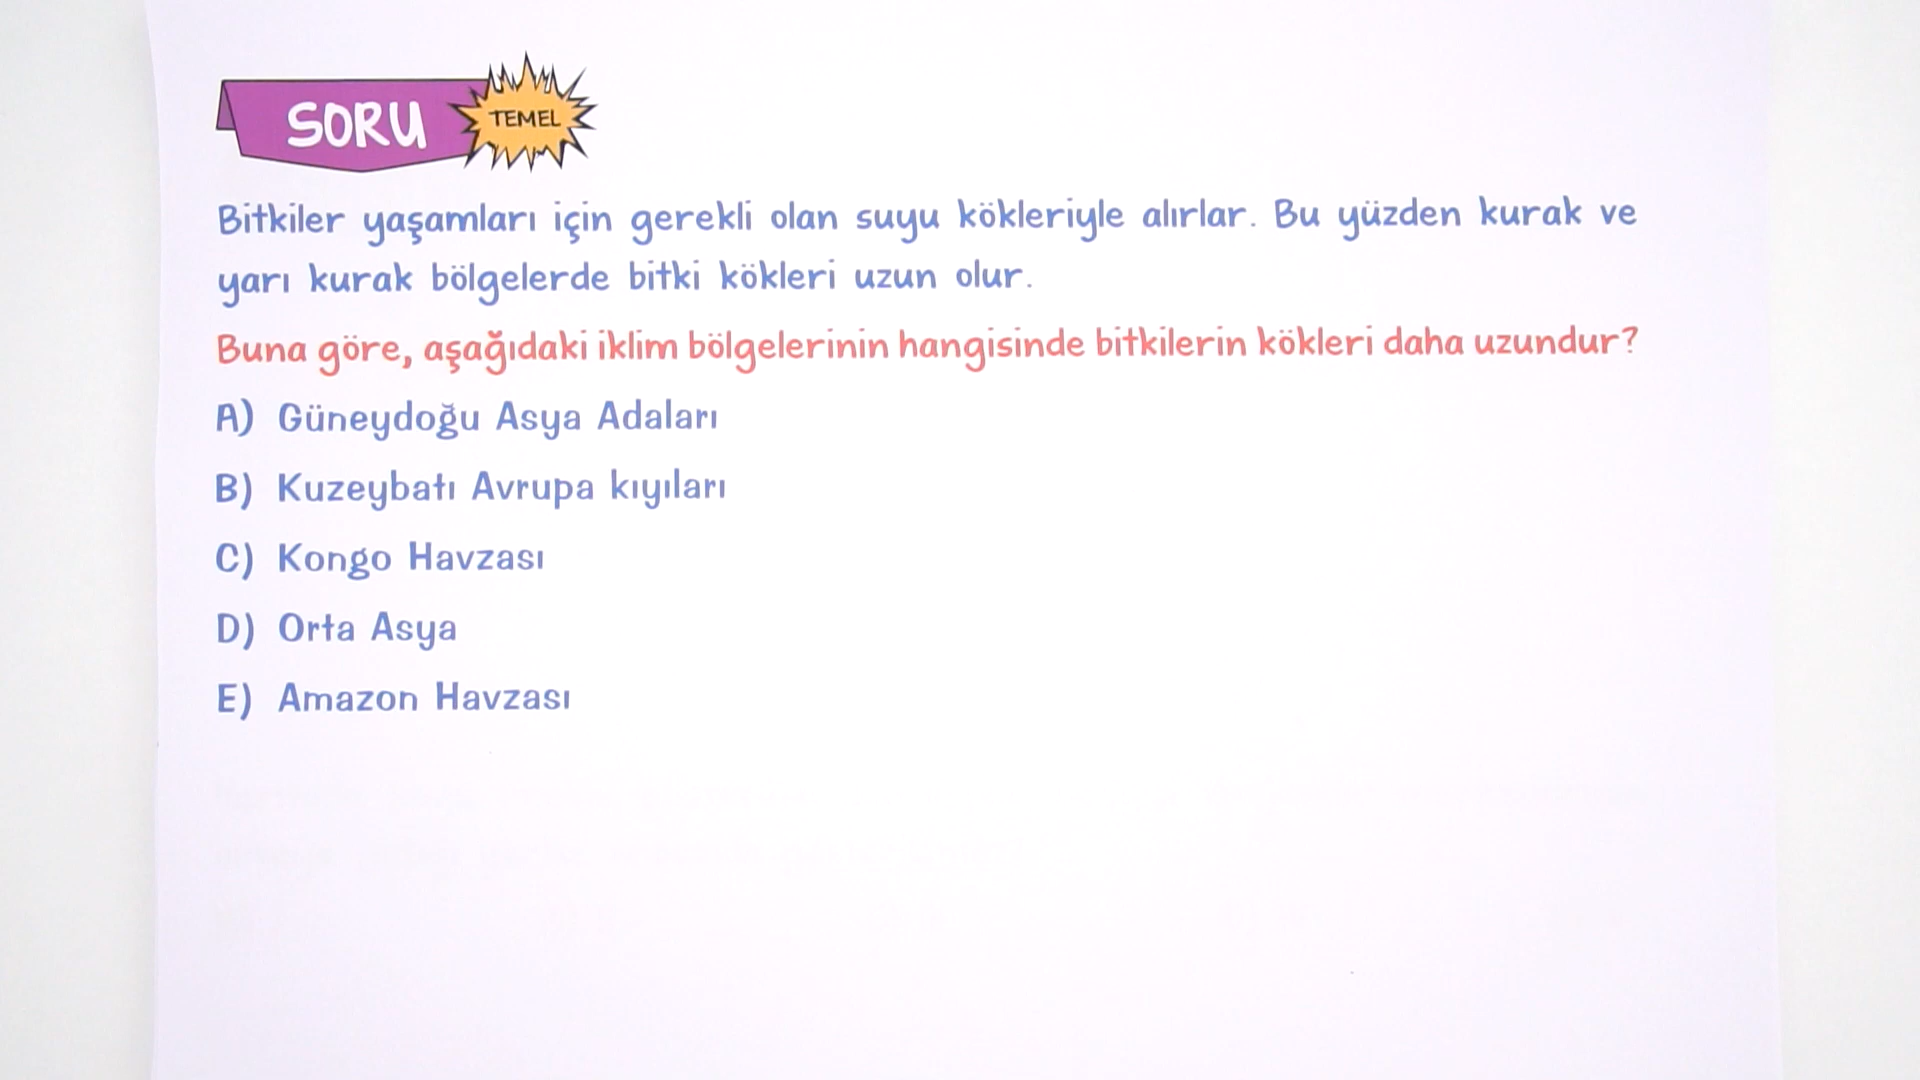 SORU
TEMEL
Bitkiler yaşamları için gerekli olan suyu kökleriyle alırlar. Bu yüzden kurak ve
yarı kurak bölgelerde bitki kökleri uzun olur.
Buna göre, aşağıdaki iklim bölgelerinin hangisinde bitkilerin kökleri daha uzundur?
A) Güneydoğu Asya Adaları
B) Kuzeybatı Avrupa kıyıları
C) Kongo Havzası
D) Orta Asya
E) Amazon Havzası